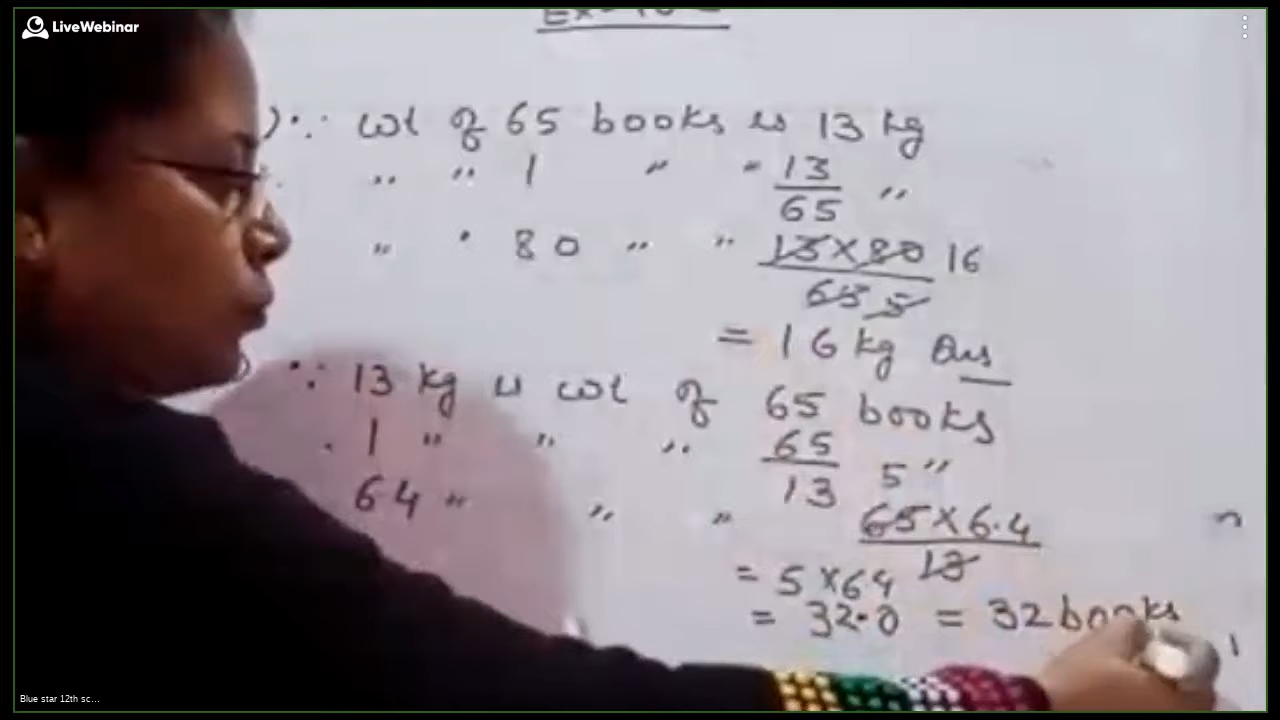 LiveWebinar
∵ wt of 65 books is 13 kg
" " 1 " " 13/65 "
" " 80 " " 13×80/65 5 16
= 16 kg Ans
∵ 13 kg is wt of 65 books
1 " " " 65/13 5 "
64 " " " 65×6.4/13
= 5×64
= 32.0 = 32 books
Blue star 12th sc...